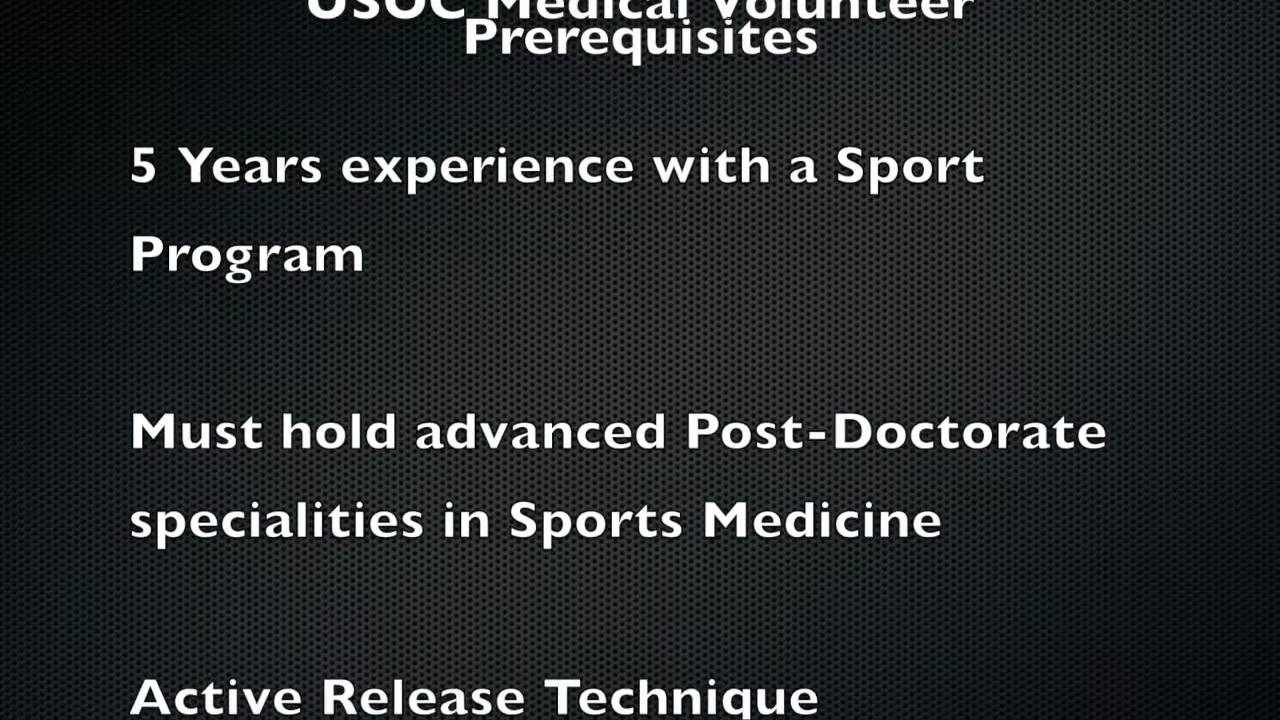 USOC Medical Volunteer
Prerequisites
5 Years experience with a Sport
Program
Must hold advanced Post-Doctorate
specialities in Sports Medicine
Active Release Technique